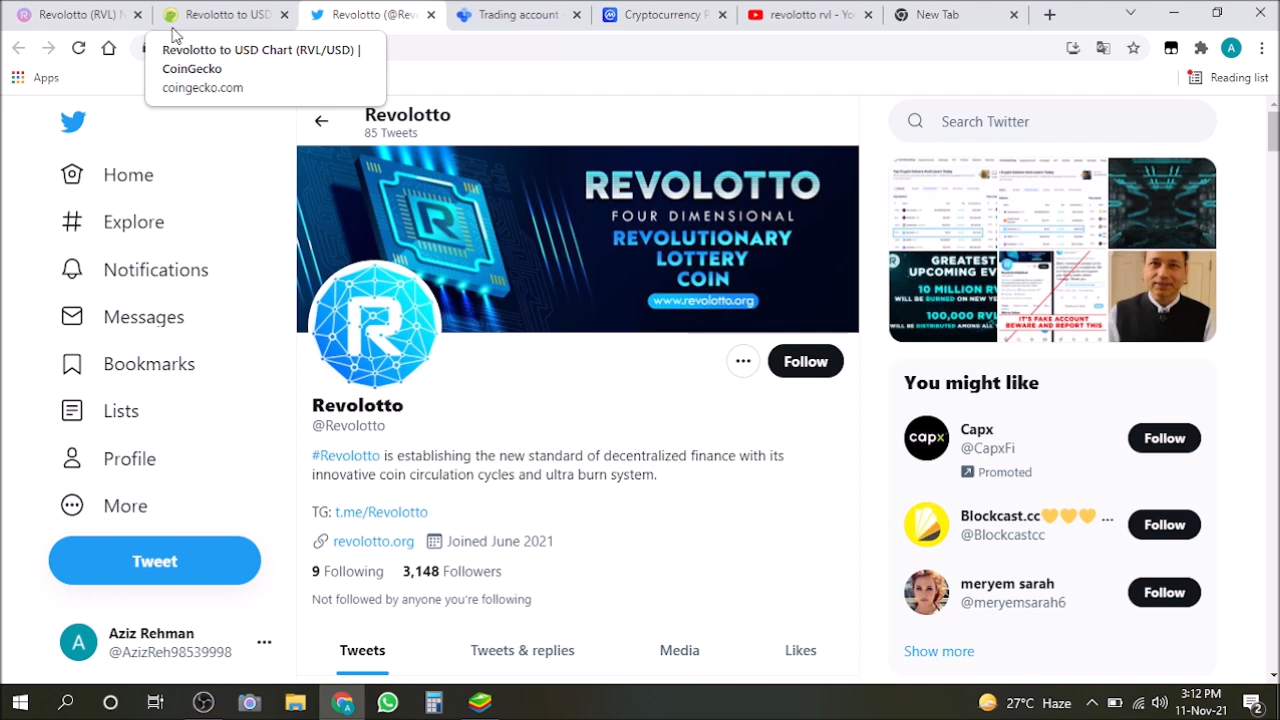 Revolotto (RVL)
Revolotto to USD
Revolotto (@Rev
Trading account -
Cryptocurrency P
revolotto rvl - Yo
New Tab
Revolotto to USD Chart (RVL/USD) |
CoinGecko
coingecko.com
A
Apps
Reading list
Revolotto
85 Tweets
Search Twitter
Home
Explore
Notifications
Messages
Bookmarks
Lists
Profile
More
Tweet
Aziz Rehman
@AzizReh98539998
A
REVOLOTTO
FOUR DIMENSIONAL
REVOLUTIONARY
LOTTERY
COIN
www.revolotto.org
Follow
Revolotto
@Revolotto
#Revolotto is establishing the new standard of decentralized finance with its
innovative coin circulation cycles and ultra burn system.
TG: t.me/Revolotto
revolotto.org Joined June 2021
9 Following 3,148 Followers
Not followed by anyone you're following
Tweets
Tweets & replies
Media
Likes
GREATEST
UPCOMING EV
10 MILLION RV
WILL BE BURNED ON NEW YE
100,000 RVL
WILL BE DISTRIBUTED AMONG ALL
IT'S FAKE ACCOUNT
BEWARE AND REPORT THIS
You might like
capx
Capx
@CapxFi
Promoted
Follow
Blockcast.cc💛💛💛 ...
@Blockcastcc
Follow
meryem sarah
@meryemsarah6
Follow
Show more
27°C Haze
3:12 PM
11-Nov-21
2